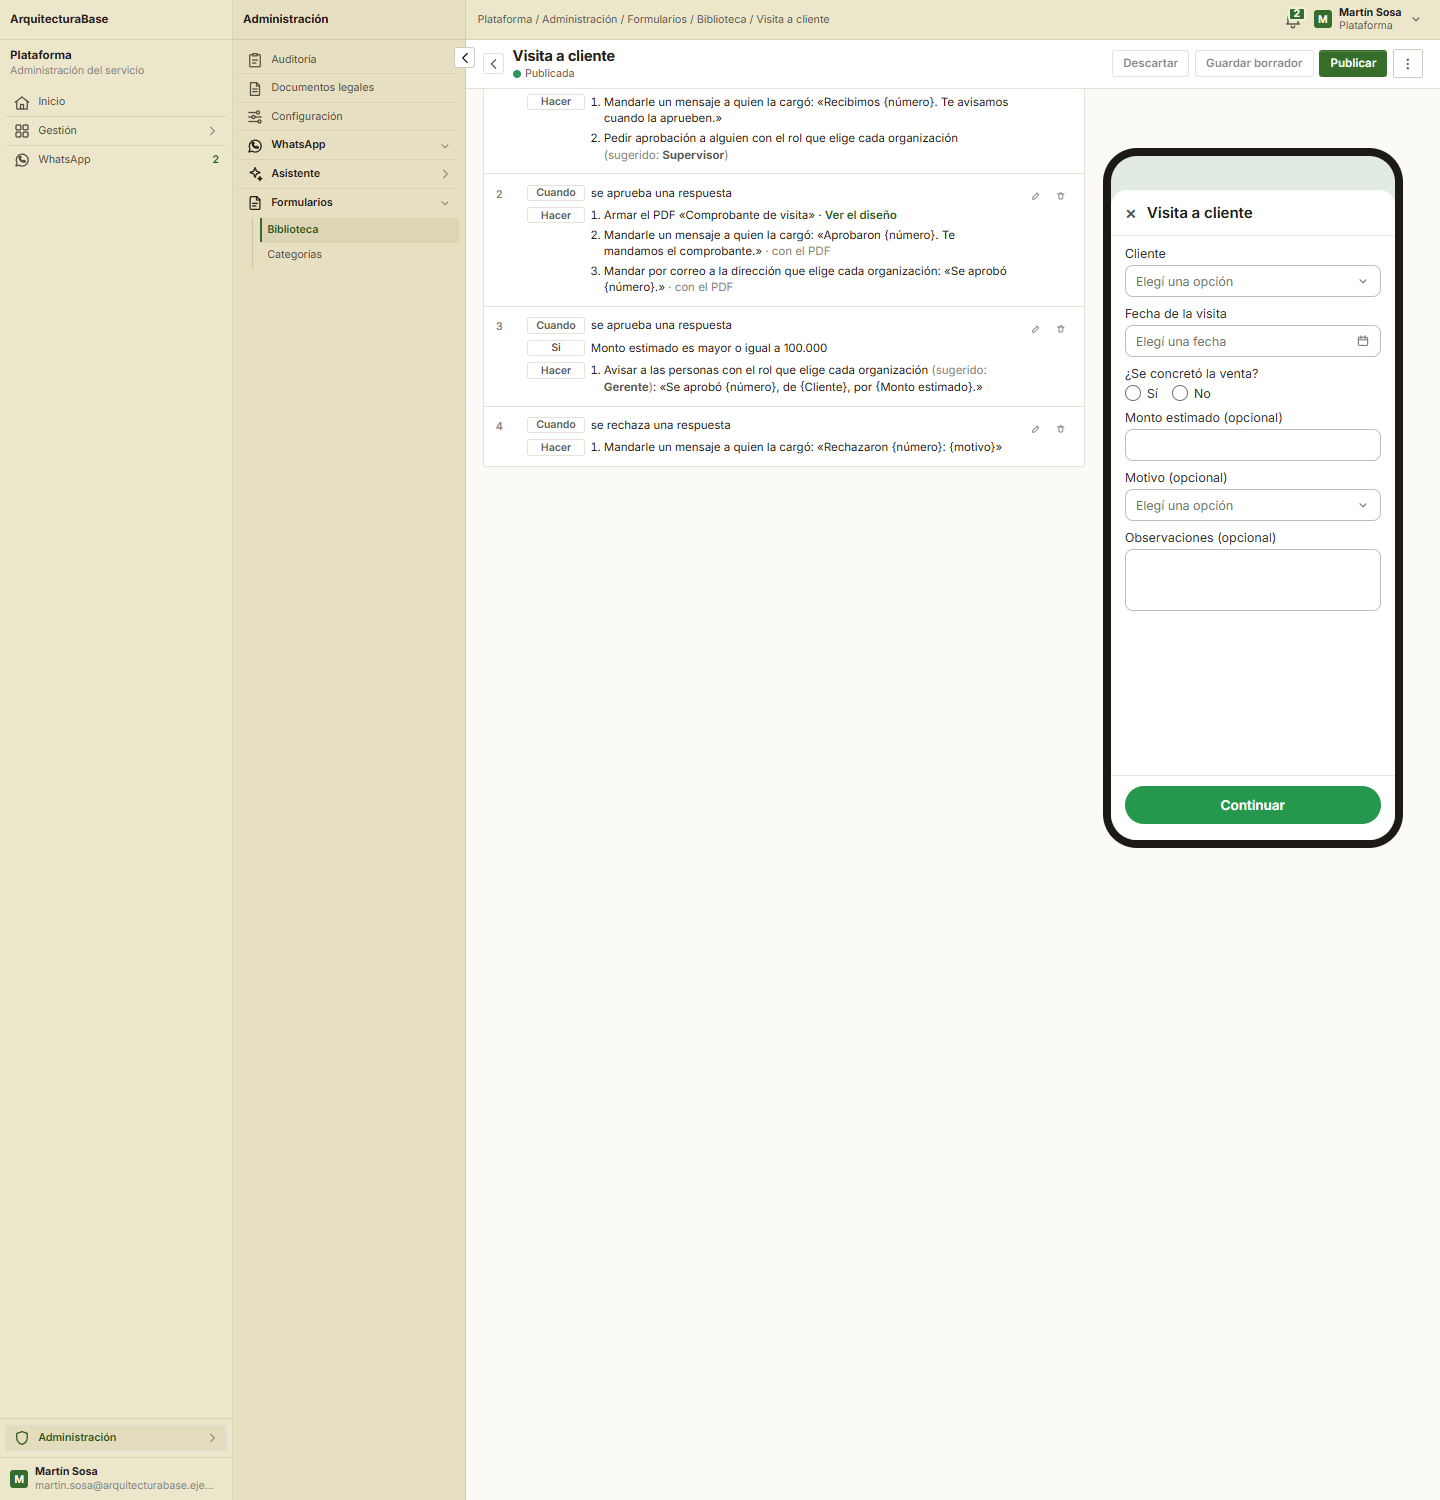 ArquitecturaBase
Administración
Plataforma / Administración / Formularios / Biblioteca / Visita a cliente
2
M
Martín Sosa
Plataforma
Plataforma
Administración del servicio
Inicio
Gestión
WhatsApp
2
Auditoría
Documentos legales
Configuración
WhatsApp
Asistente
Formularios
Biblioteca
Categorías
Visita a cliente
Publicada
Descartar
Guardar borrador
Publicar
Hacer
1. Mandarle un mensaje a quien la cargó: «Recibimos {número}. Te avisamos
cuando la aprueben.»
2. Pedir aprobación a alguien con el rol que elige cada organización
(sugerido: Supervisor)
2
Cuando
se aprueba una respuesta
Hacer
1. Armar el PDF «Comprobante de visita» · Ver el diseño
2. Mandarle un mensaje a quien la cargó: «Aprobaron {número}. Te
mandamos el comprobante.» · con el PDF
3. Mandar por correo a la dirección que elige cada organización: «Se aprobó
{número}.» · con el PDF
3
Cuando
se aprueba una respuesta
Si
Monto estimado es mayor o igual a 100.000
Hacer
1. Avisar a las personas con el rol que elige cada organización (sugerido:
Gerente): «Se aprobó {número}, de {Cliente}, por {Monto estimado}.»
4
Cuando
se rechaza una respuesta
Hacer
1. Mandarle un mensaje a quien la cargó: «Rechazaron {número}: {motivo}»
Visita a cliente
Cliente
Elegí una opción
Fecha de la visita
Elegí una fecha
¿Se concretó la venta?
Sí
No
Monto estimado (opcional)
Motivo (opcional)
Elegí una opción
Observaciones (opcional)
Continuar
Administración
M
Martín Sosa
martin.sosa@arquitecturabase.eje...